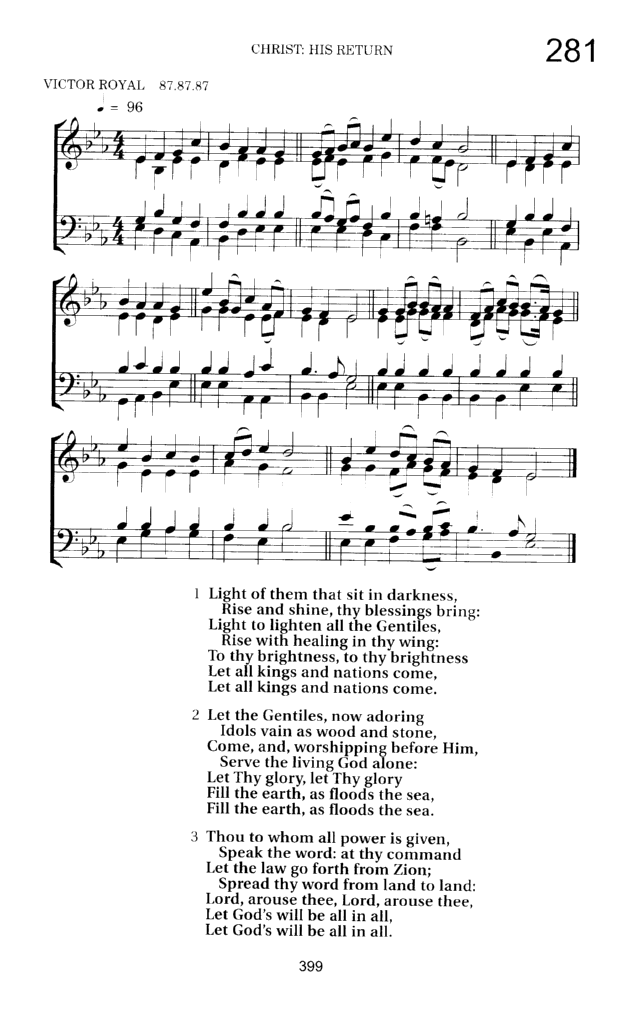 CHRIST: HIS RETURN
281
VICTOR ROYAL 87.87.87
♩ = 96
1 Light of them that sit in darkness,
Rise and shine, thy blessings bring:
Light to lighten all the Gentiles,
Rise with healing in thy wing:
To thy brightness, to thy brightness
Let all kings and nations come,
Let all kings and nations come.
2 Let the Gentiles, now adoring
Idols vain as wood and stone,
Come, and, worshipping before Him,
Serve the living God alone:
Let Thy glory, let Thy glory
Fill the earth, as floods the sea,
Fill the earth, as floods the sea.
3 Thou to whom all power is given,
Speak the word: at thy command
Let the law go forth from Zion;
Spread thy word from land to land:
Lord, arouse thee, Lord, arouse thee,
Let God's will be all in all,
Let God's will be all in all.
399